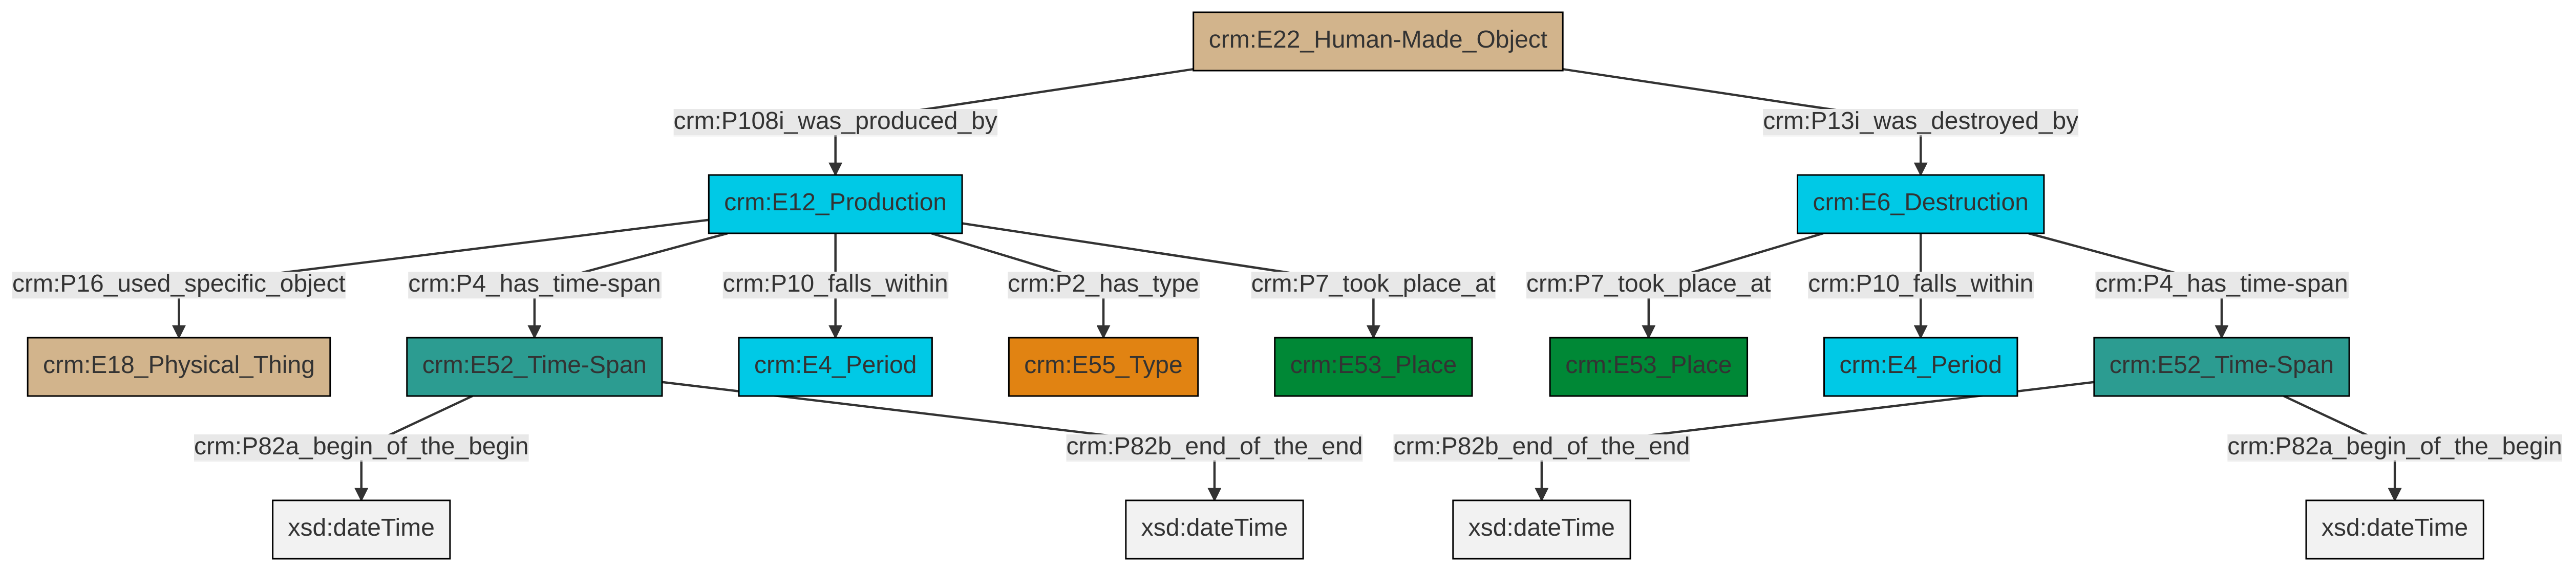 crm:E22_Human-Made_Object
crm:P108i_was_produced_by
crm:P13i_was_destroyed_by
crm:E12_Production
crm:E6_Destruction
crm:P16_used_specific_object
crm:P4_has_time-span
crm:P10_falls_within
crm:P2_has_type
crm:P7_took_place_at
crm:P7_took_place_at
crm:P10_falls_within
crm:P4_has_time-span
crm:E18_Physical_Thing
crm:E52_Time-Span
crm:E4_Period
crm:E55_Type
crm:E53_Place
crm:E53_Place
crm:E4_Period
crm:E52_Time-Span
crm:P82a_begin_of_the_begin
crm:P82b_end_of_the_end
crm:P82b_end_of_the_end
crm:P82a_begin_of_the_begin
xsd:dateTime
xsd:dateTime
xsd:dateTime
xsd:dateTime